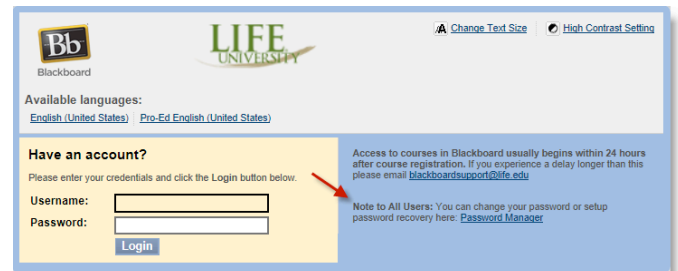 Bb
Blackboard
LIFE
UNIVERSITY
A Change Text Size
High Contrast Setting
Available languages:
English (United States) Pro-Ed English (United States)
Have an account?
Please enter your credentials and click the Login button below.
Username:
Password:
Login
Access to courses in Blackboard usually begins within 24 hours
after course registration. If you experience a delay longer than this
please email blackboardsupport@life.edu
Note to All Users: You can change your password or setup
password recovery here: Password Manager